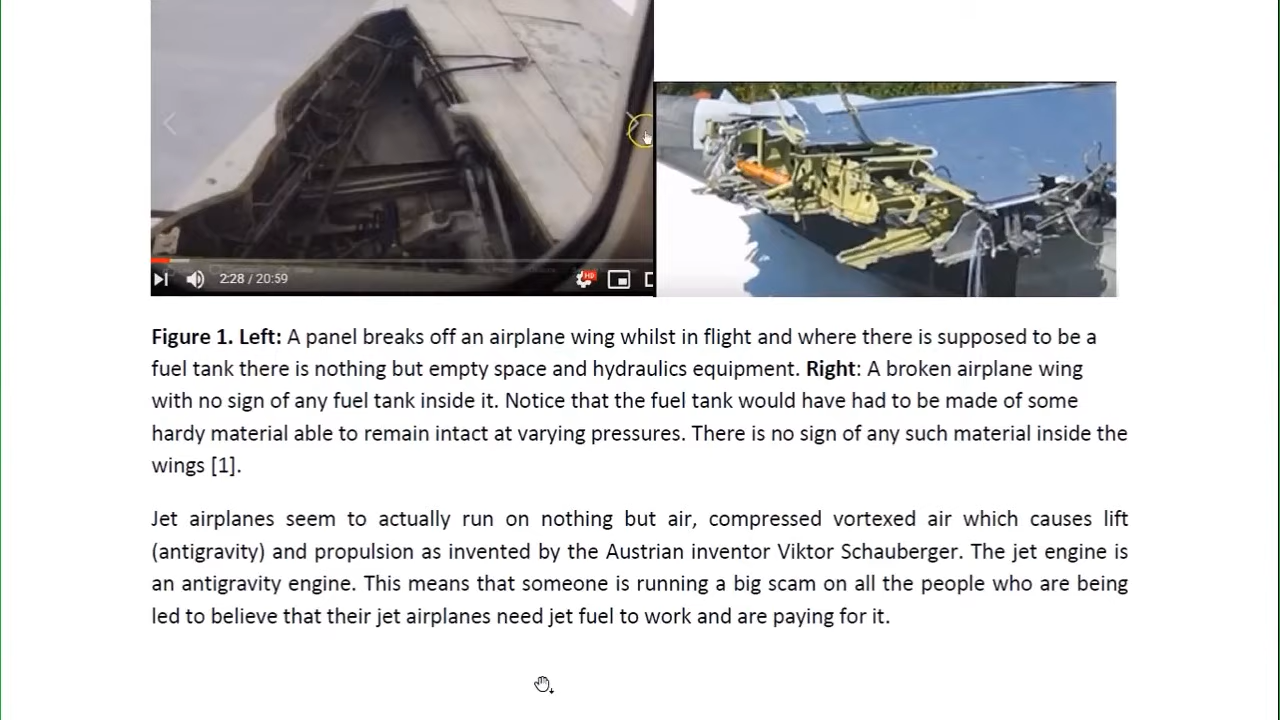 2:28 / 20:59
HD
Figure 1. Left: A panel breaks off an airplane wing whilst in flight and where there is supposed to be a
fuel tank there is nothing but empty space and hydraulics equipment. Right: A broken airplane wing
with no sign of any fuel tank inside it. Notice that the fuel tank would have had to be made of some
hardy material able to remain intact at varying pressures. There is no sign of any such material inside the
wings [1].
Jet airplanes seem to actually run on nothing but air, compressed vortexed air which causes lift
(antigravity) and propulsion as invented by the Austrian inventor Viktor Schauberger. The jet engine is
an antigravity engine. This means that someone is running a big scam on all the people who are being
led to believe that their jet airplanes need jet fuel to work and are paying for it.